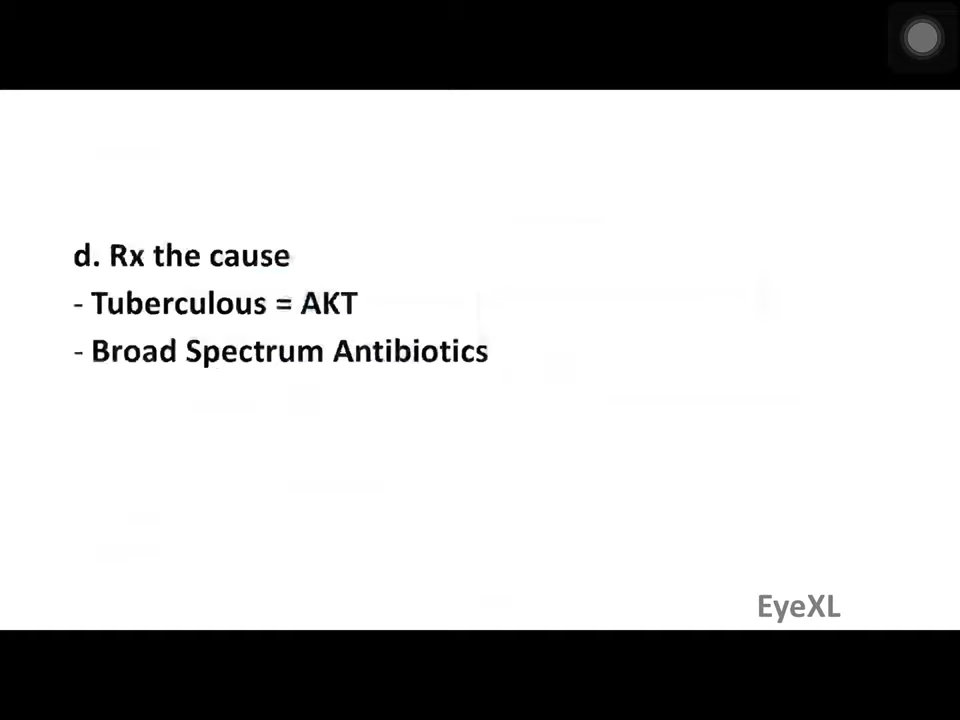 d. Rx the cause
- Tuberculous = AKT
- Broad Spectrum Antibiotics
EyeXL